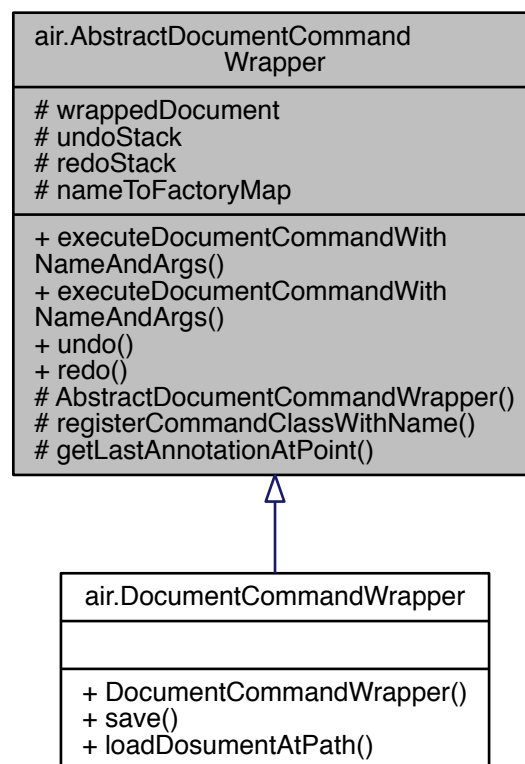 air.AbstractDocumentCommand
Wrapper
# wrappedDocument
# undoStack
# redoStack
# nameToFactoryMap
+ executeDocumentCommandWith
NameAndArgs()
+ executeDocumentCommandWith
NameAndArgs()
+ undo()
+ redo()
# AbstractDocumentCommandWrapper()
# registerCommandClassWithName()
# getLastAnnotationAtPoint()
air.DocumentCommandWrapper
+ DocumentCommandWrapper()
+ save()
+ loadDosumentAtPath()